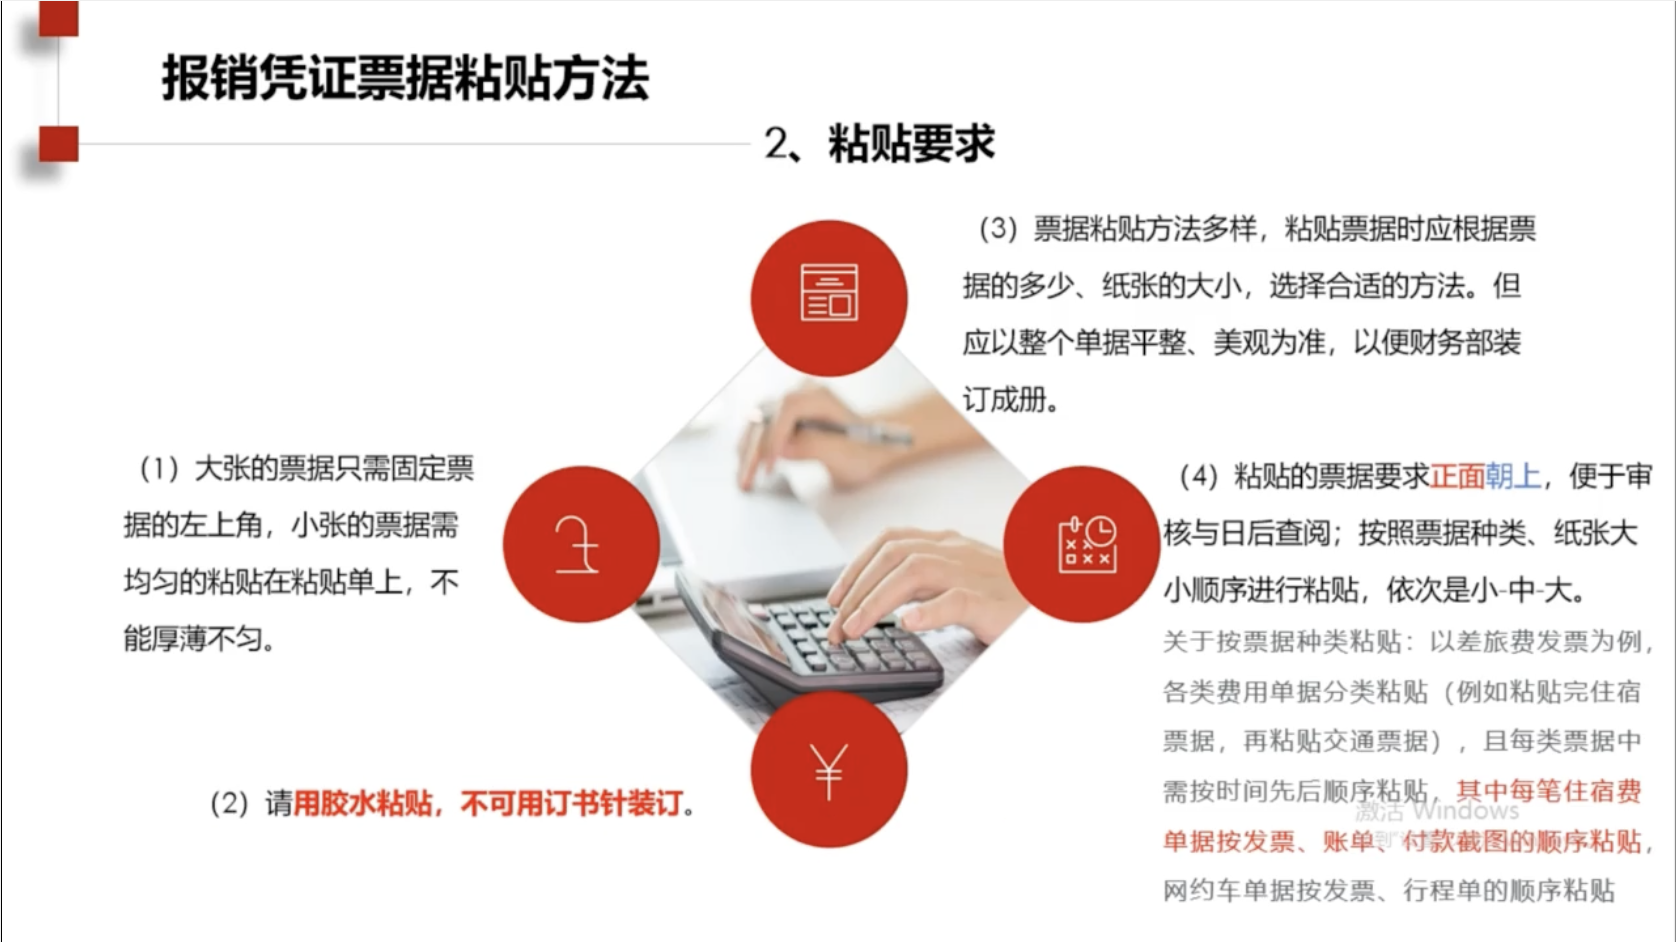 报销凭证票据粘贴方法
2、粘贴要求
（3）票据粘贴方法多样，粘贴票据时应根据票
据的多少、纸张的大小，选择合适的方法。但
应以整个单据平整、美观为准，以便财务部装
订成册。
（1）大张的票据只需固定票
据的左上角，小张的票据需
均匀的粘贴在粘贴单上，不
能厚薄不匀。
（4）粘贴的票据要求正面朝上，便于审
核与日后查阅；按照票据种类、纸张大
小顺序进行粘贴，依次是小-中-大。
关于按票据种类粘贴：以差旅费发票为例，
各类费用单据分类粘贴（例如粘贴完住宿
票据，再粘贴交通票据），且每类票据中
需按时间先后顺序粘贴，其中每笔住宿费
单据按发票、账单、付款截图的顺序粘贴，
网约车单据按发票、行程单的顺序粘贴
（2）请用胶水粘贴，不可用订书针装订。
¥
激活 Windows